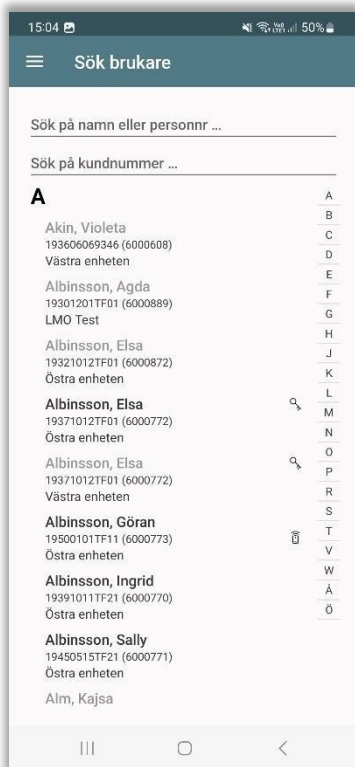 15:04 50%
Sök brukare
Sök på namn eller personnr ...
Sök på kundnummer ...
A
Akin, Violeta
193606069346 (6000608)
Västra enheten
Albinsson, Agda
19301201TF01 (6000889)
LMO Test
Albinsson, Elsa
19321012TF01 (6000872)
Östra enheten
Albinsson, Elsa
19371012TF01 (6000772)
Östra enheten
Albinsson, Elsa
19371012TF01 (6000772)
Västra enheten
Albinsson, Göran
19500101TF11 (6000773)
Östra enheten
Albinsson, Ingrid
19391011TF21 (6000770)
Östra enheten
Albinsson, Sally
19450515TF21 (6000771)
Östra enheten
Alm, Kajsa
A
B
C
D
E
F
G
H
J
K
L
M
N
O
P
R
S
T
V
W
Å
Ö